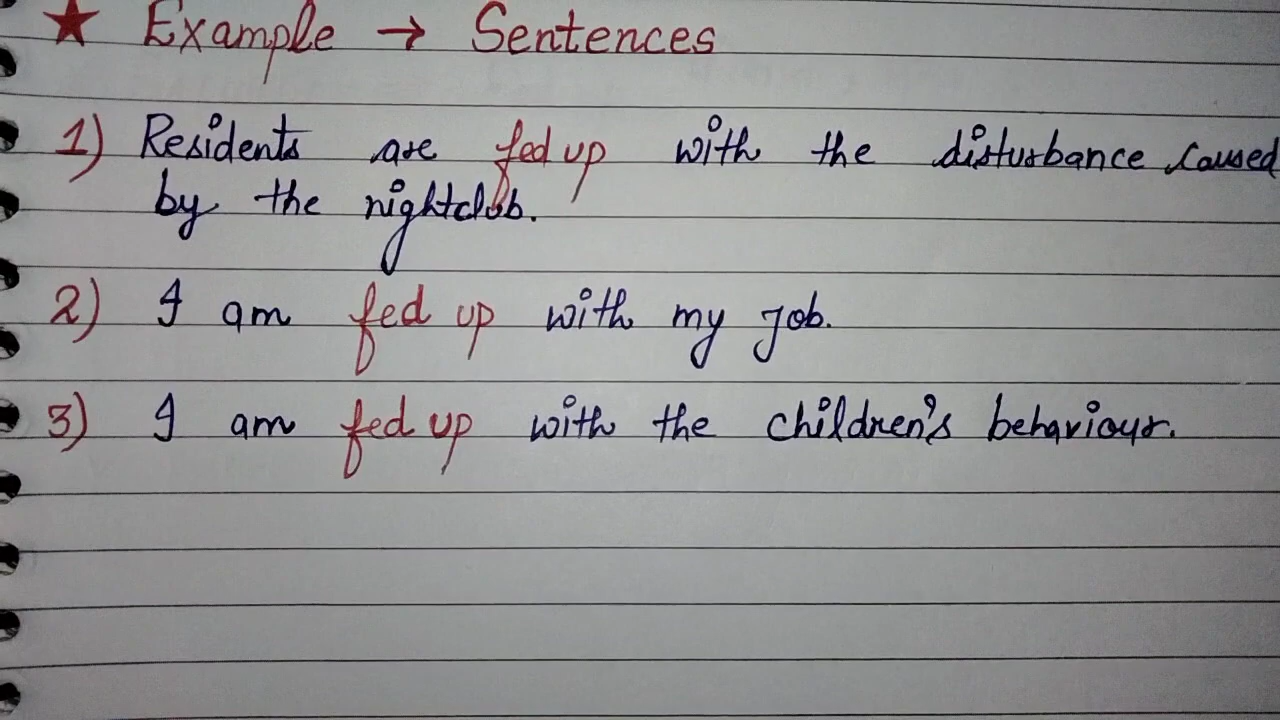 ★ Example → Sentences
1) Residents are fed up with the disturbance caused
by the nightclub.
2) I am fed up with my job.
3) I am fed up with the children's behaviour.